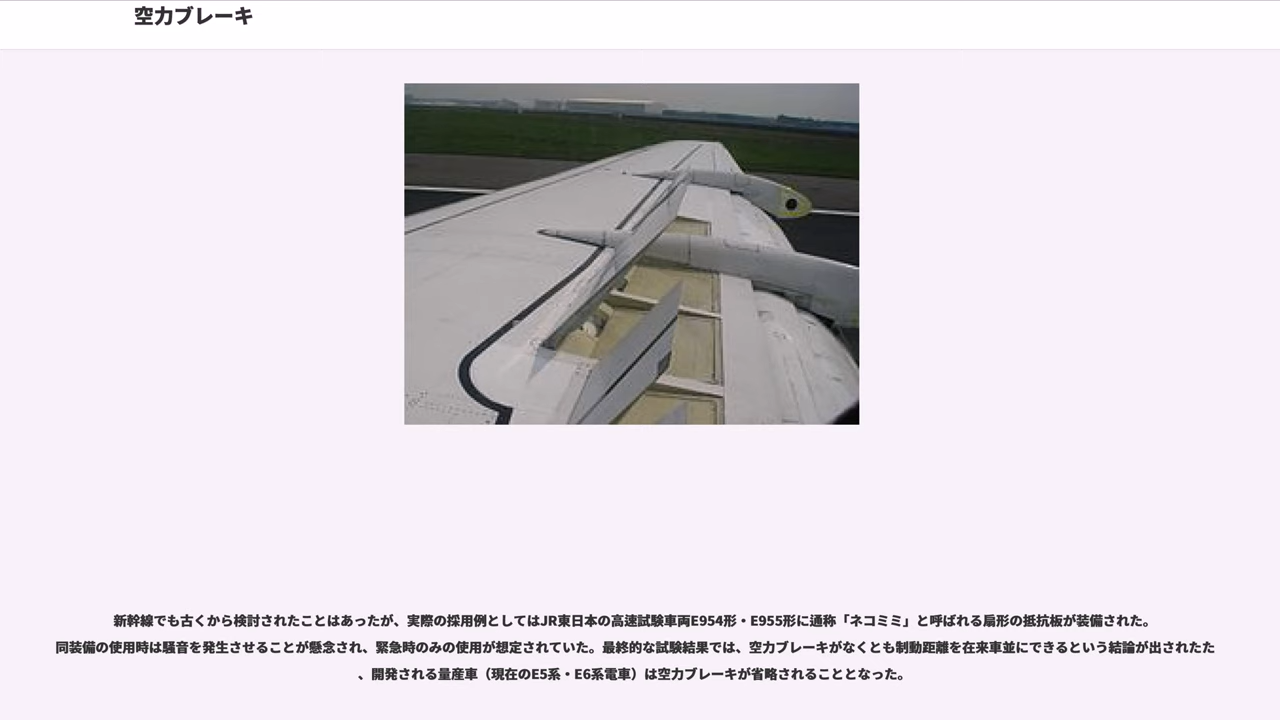 空力ブレーキ
新幹線でも古くから検討されたことはあったが、実際の採用例としてはJR東日本の高速試験車両E954形・E955形に通称「ネコミミ」と呼ばれる扇形の抵抗板が装備された。
同装備の使用時は騒音を発生させることが懸念され、緊急時のみの使用が想定されていた。最終的な試験結果では、空力ブレーキがなくとも制動距離を在来車並にできるという結論が出されたた
、開発される量産車（現在のE5系・E6系電車）は空力ブレーキが省略されることとなった。